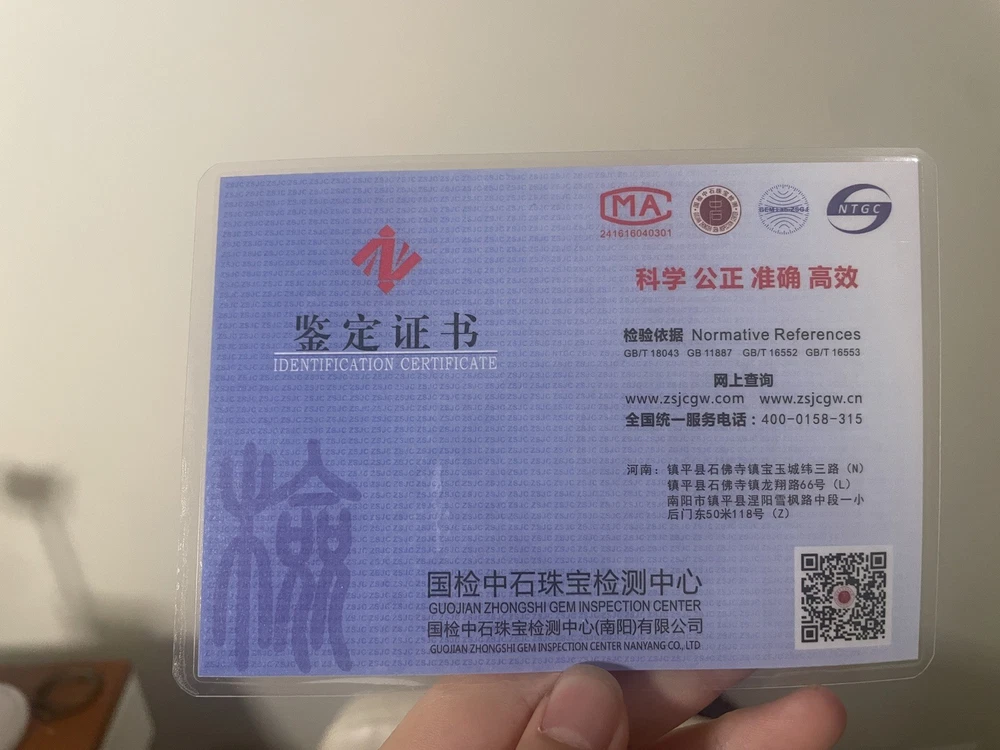 鉴定证书
IDENTIFICATION CERTIFICATE
检
MA
241616040301
NTGC
科学 公正 准确 高效
检验依据 Normative References
GB/T 18043 GB 11887 GB/T 16552 GB/T 16553
网上查询
www.zsjcgw.com www.zsjcgw.cn
全国统一服务电话：400-0158-315
河南：镇平县石佛寺镇宝玉城纬三路（N）
镇平县石佛寺镇龙翔路66号（L）
南阳市镇平县涅阳雪枫路中段一小
后门东50米118号（Z）
国检中石珠宝检测中心
GUOJIAN ZHONGSHI GEM INSPECTION CENTER
国检中石珠宝检测中心(南阳)有限公司
GUOJIAN ZHONGSHI GEM INSPECTION CENTER NANYANG CO., LTD